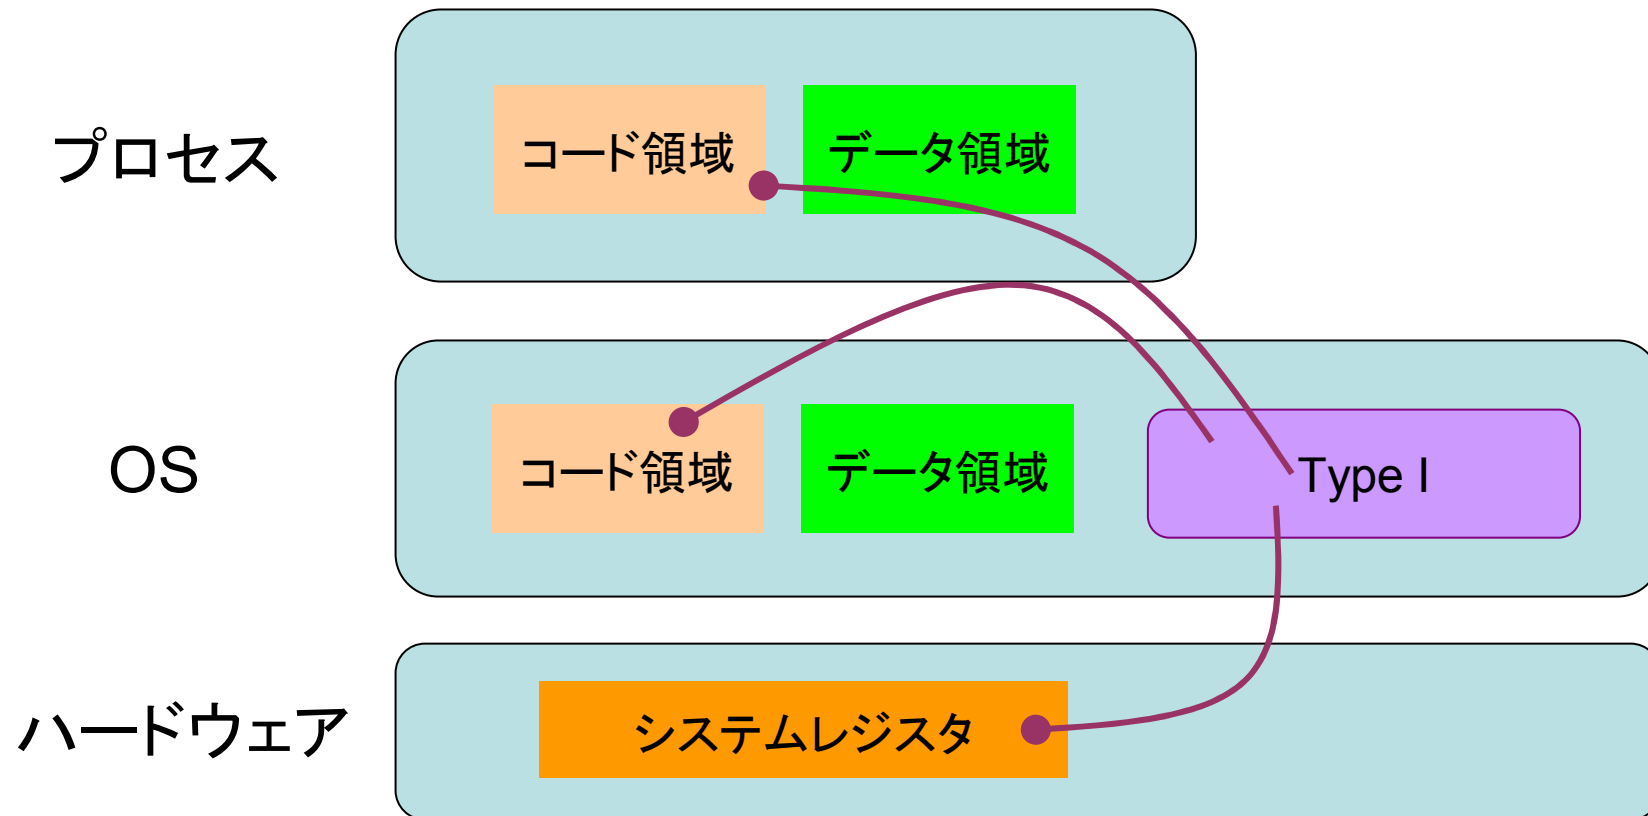 プロセス
コード領域
データ領域
OS
コード領域
データ領域
Type I
ハードウェア
システムレジスタ